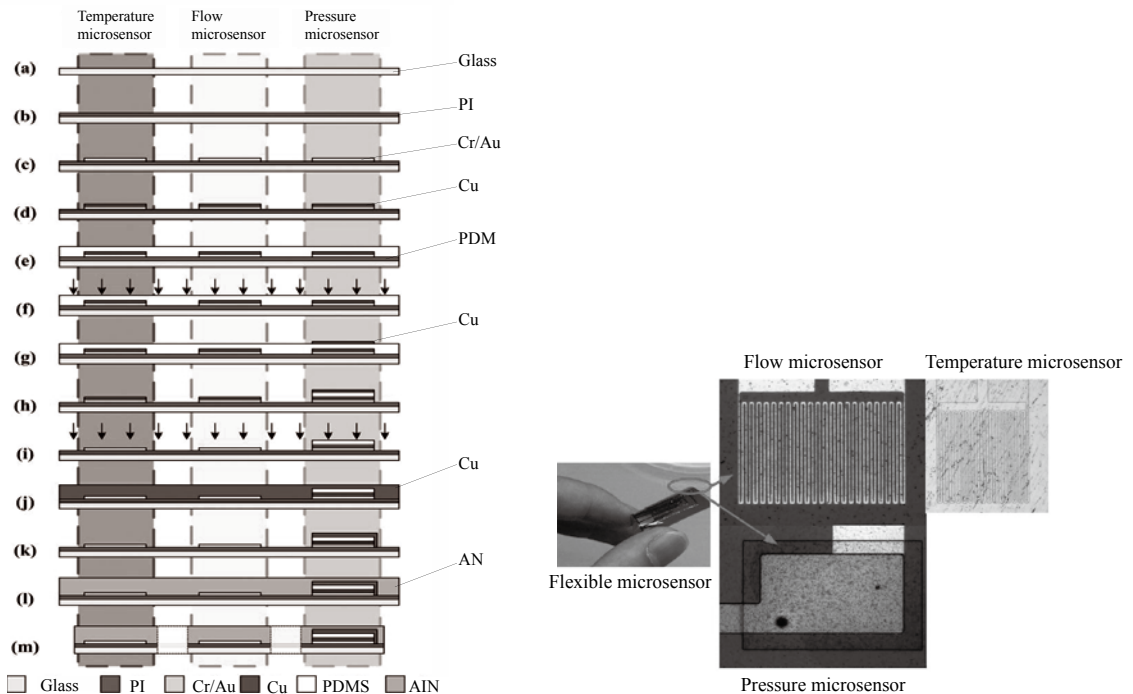 Temperature
microsensor
Flow
microsensor
Pressure
microsensor
(a)
Glass
(b)
PI
(c)
Cr/Au
(d)
Cu
(e)
PDM
(f)
(g)
Cu
(h)
(i)
(j)
Cu
(k)
(l)
AN
(m)
Glass PI Cr/Au Cu PDMS AIN
Flow microsensor
Temperature microsensor
Flexible microsensor
Pressure microsensor